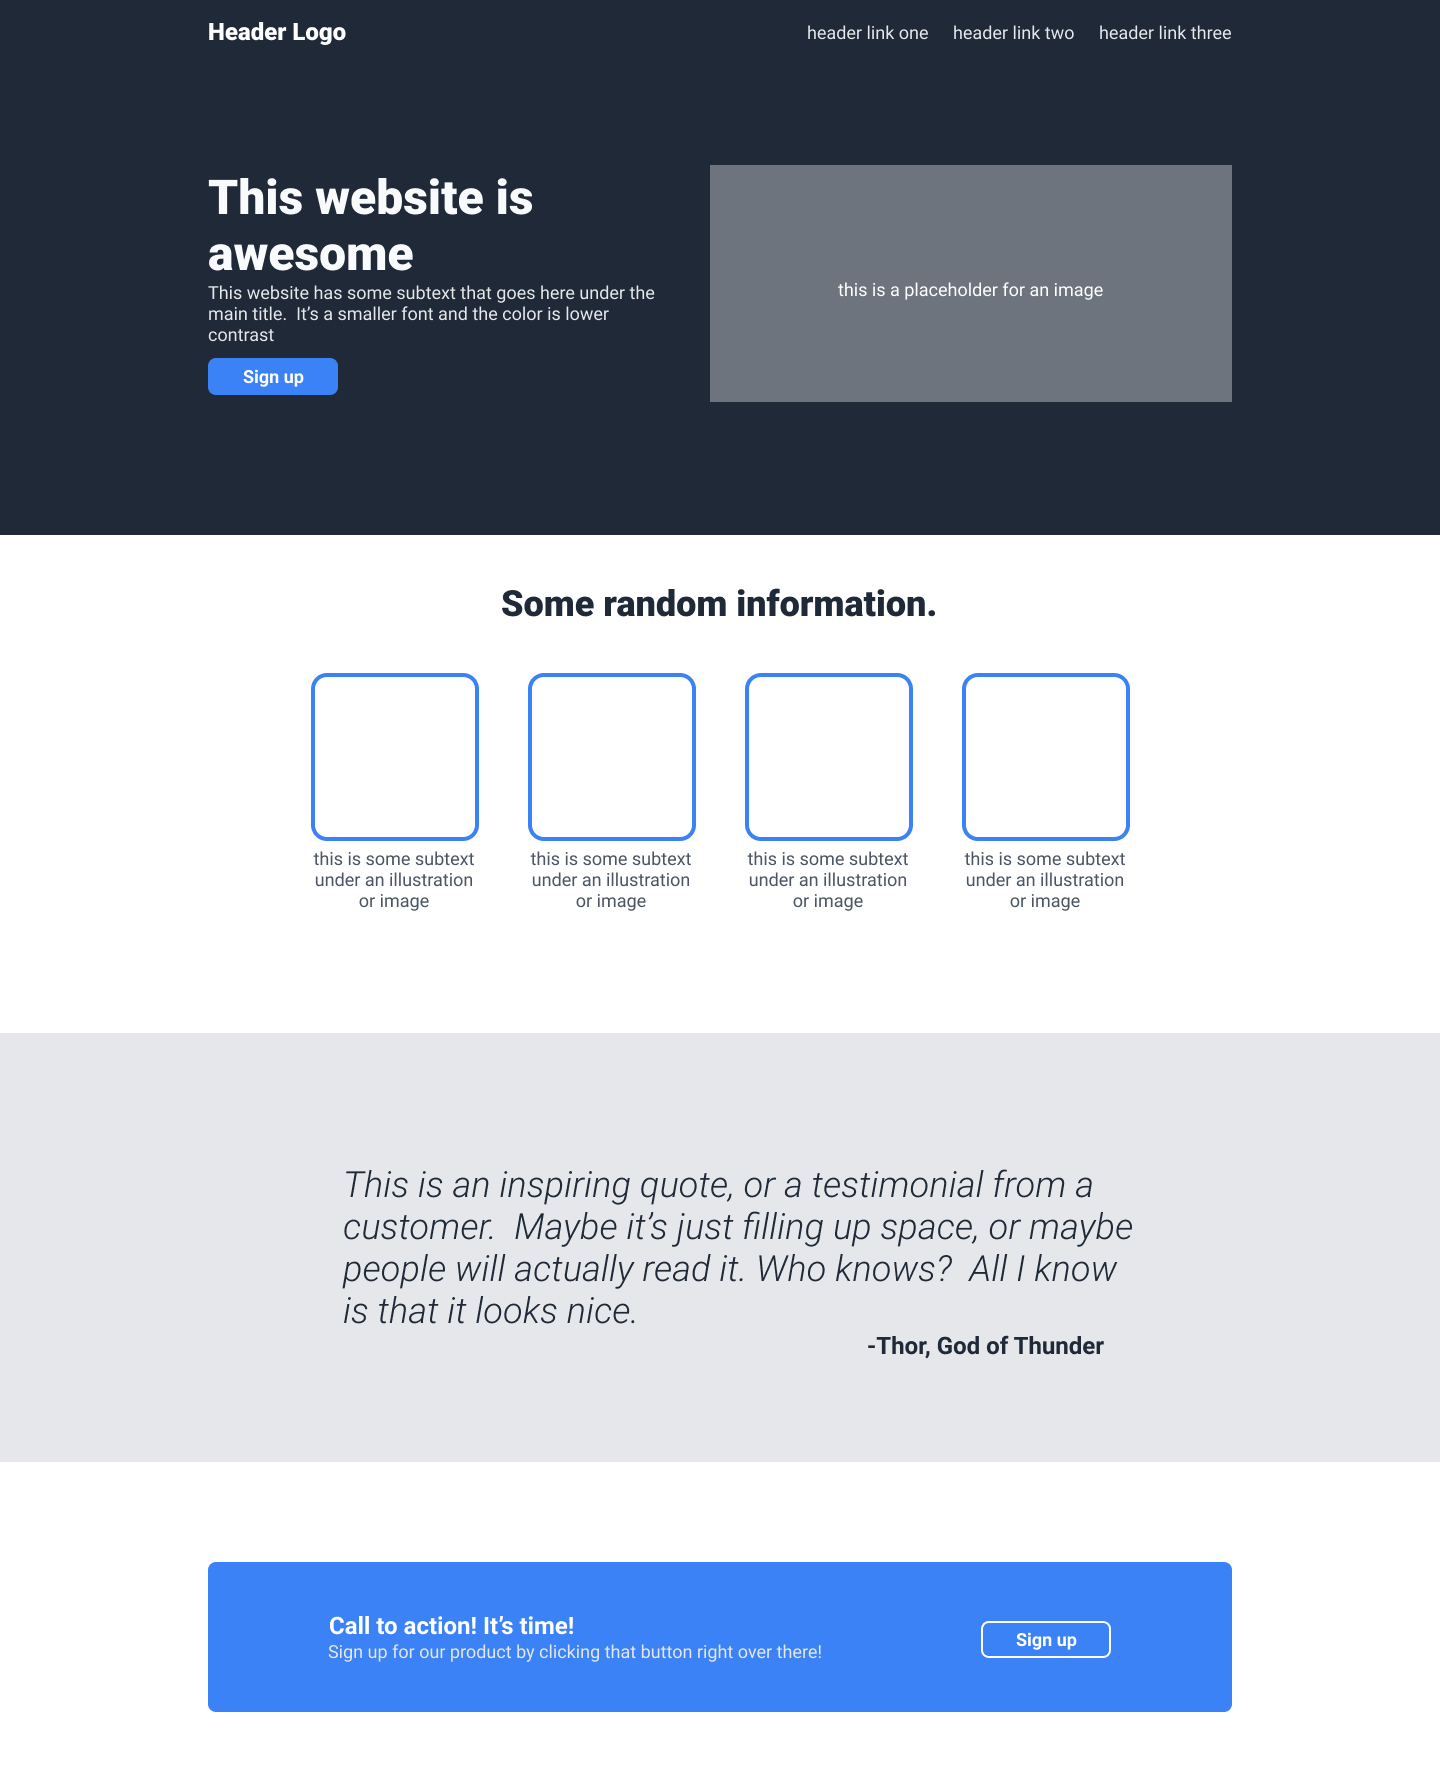 Header Logo
header link one header link two header link three
This website is
awesome
This website has some subtext that goes here under the
main title.  It’s a smaller font and the color is lower
contrast
Sign up
this is a placeholder for an image
Some random information.
this is some subtext
under an illustration
or image
this is some subtext
under an illustration
or image
this is some subtext
under an illustration
or image
this is some subtext
under an illustration
or image
This is an inspiring quote, or a testimonial from a
customer.  Maybe it’s just filling up space, or maybe
people will actually read it. Who knows?  All I know
is that it looks nice.
-Thor, God of Thunder
Call to action! It’s time!
Sign up for our product by clicking that button right over there!
Sign up